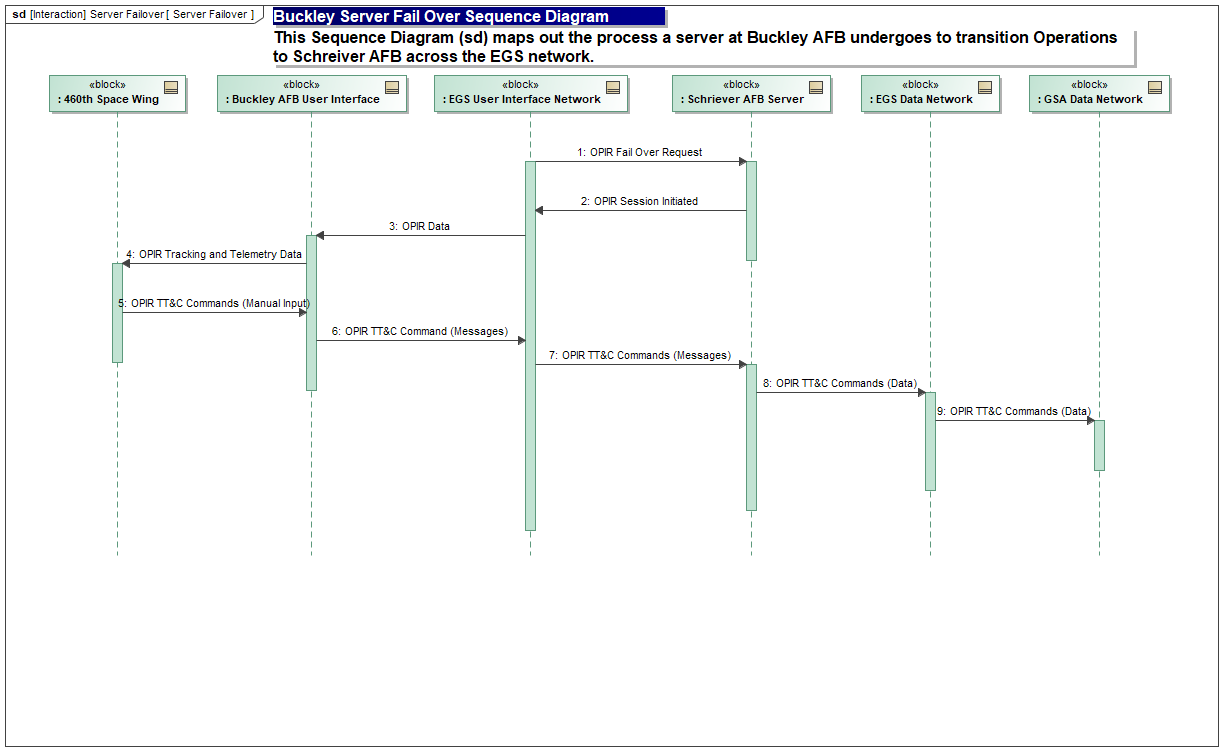 sd [Interaction] Server Failover [ Server Failover ]
Buckley Server Fail Over Sequence Diagram
This Sequence Diagram (sd) maps out the process a server at Buckley AFB undergoes to transition Operations
to Schreiver AFB across the EGS network.
«block»
: 460th Space Wing
«block»
: Buckley AFB User Interface
«block»
: EGS User Interface Network
«block»
: Schriever AFB Server
«block»
: EGS Data Network
«block»
: GSA Data Network
1: OPIR Fail Over Request
2: OPIR Session Initiated
3: OPIR Data
4: OPIR Tracking and Telemetry Data
5: OPIR TT&C Commands (Manual Input)
6: OPIR TT&C Command (Messages)
7: OPIR TT&C Commands (Messages)
8: OPIR TT&C Commands (Data)
9: OPIR TT&C Commands (Data)